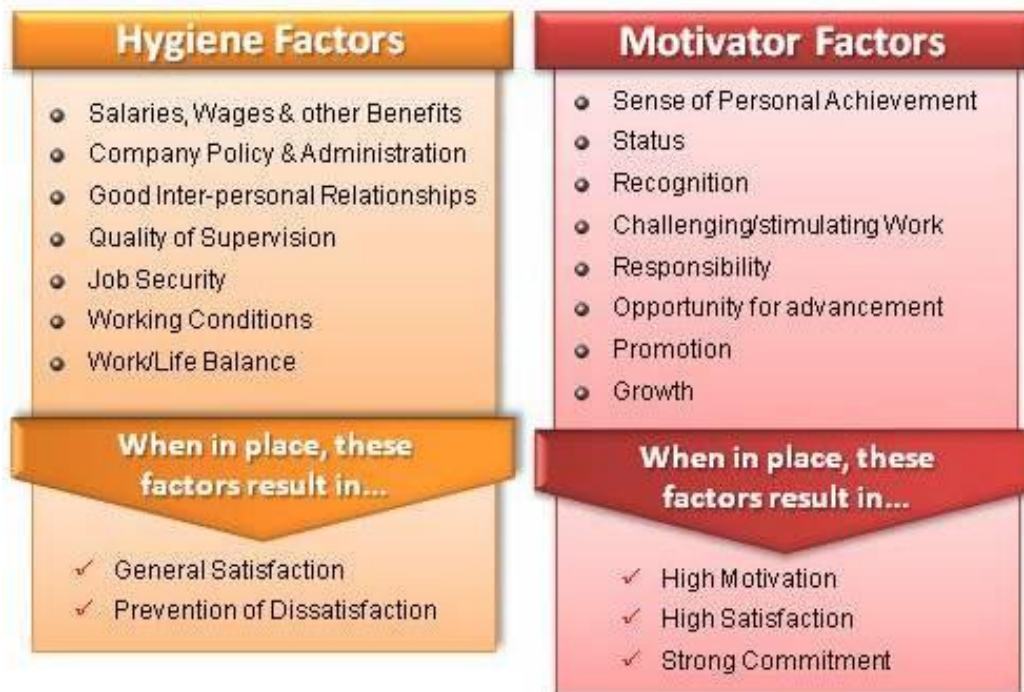 Hygiene Factors
Salaries, Wages & other Benefits
Company Policy & Administration
Good Inter-personal Relationships
Quality of Supervision
Job Security
Working Conditions
Work/Life Balance
When in place, these
factors result in...
General Satisfaction
Prevention of Dissatisfaction
Motivator Factors
Sense of Personal Achievement
Status
Recognition
Challenging/stimulating Work
Responsibility
Opportunity for advancement
Promotion
Growth
When in place, these
factors result in...
High Motivation
High Satisfaction
Strong Commitment